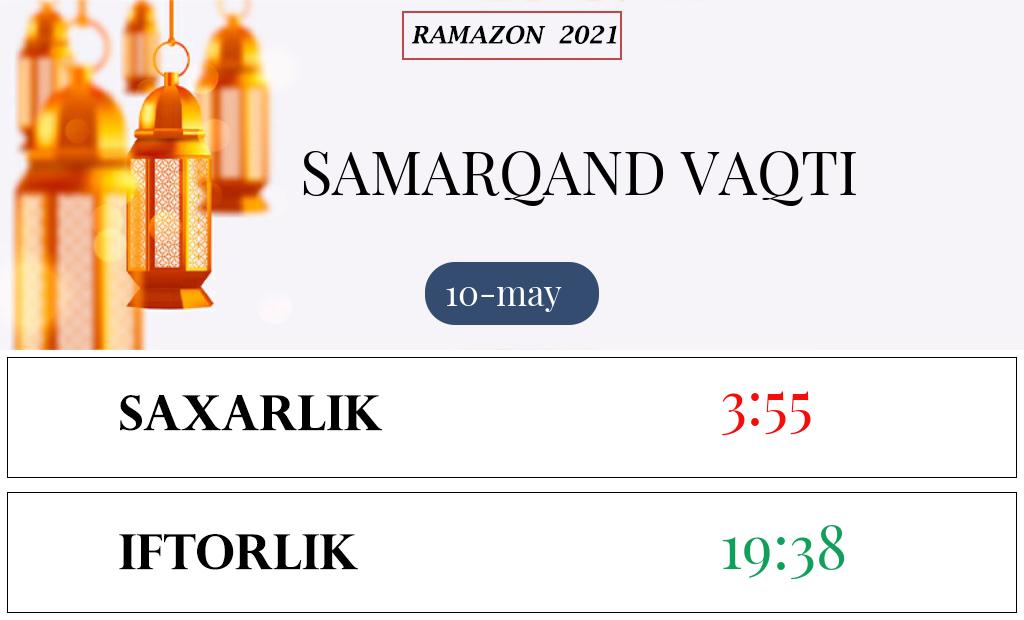 RAMAZON 2021
SAMARQAND VAQTI
10-may
SAXARLIK 3:55
IFTORLIK 19:38